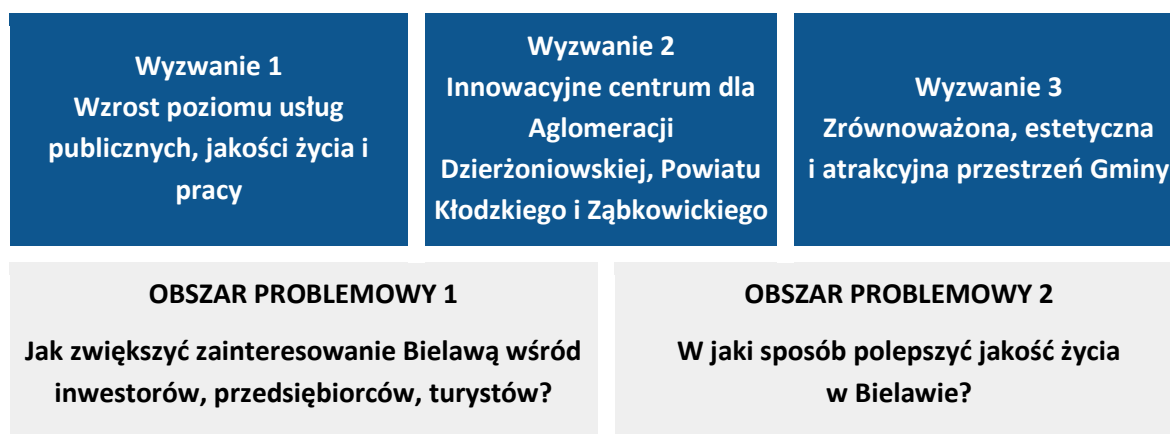 Wyzwanie 1
Wzrost poziomu usług
publicznych, jakości życia i
pracy
Wyzwanie 2
Innowacyjne centrum dla
Aglomeracji
Dzierżoniowskiej, Powiatu
Kłodzkiego i Ząbkowickiego
Wyzwanie 3
Zrównoważona, estetyczna
i atrakcyjna przestrzeń Gminy
OBSZAR PROBLEMOWY 1
Jak zwiększyć zainteresowanie Bielawą wśród
inwestorów, przedsiębiorców, turystów?
OBSZAR PROBLEMOWY 2
W jaki sposób polepszyć jakość życia
w Bielawie?